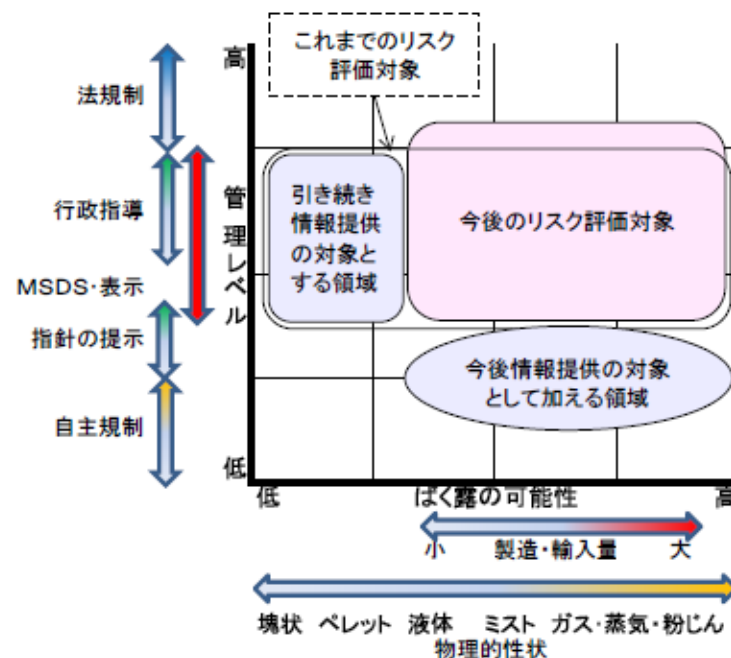 これまでのリスク
評価対象
高
管理レベル
低
法規制
行政指導
MSDS・表示
指針の提示
自主規制
引き続き
情報提供
の対象と
する領域
今後のリスク評価対象
今後情報提供の対象
として加える領域
低 ばく露の可能性 高
小 製造・輸入量 大
塊状 ペレット 液体 ミスト ガス・蒸気・粉じん
物理的性状